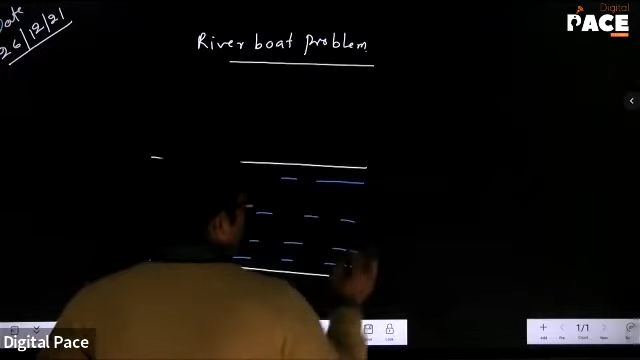 Date
26/12/21
River boat problem
Digital
PACE
1/1
Digital Pace